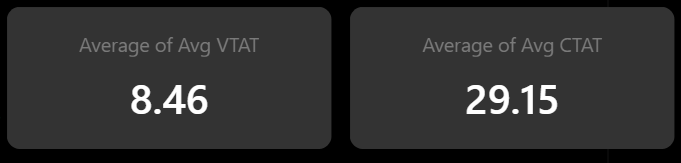 Average of Avg VTAT
8.46
Average of Avg CTAT
29.15